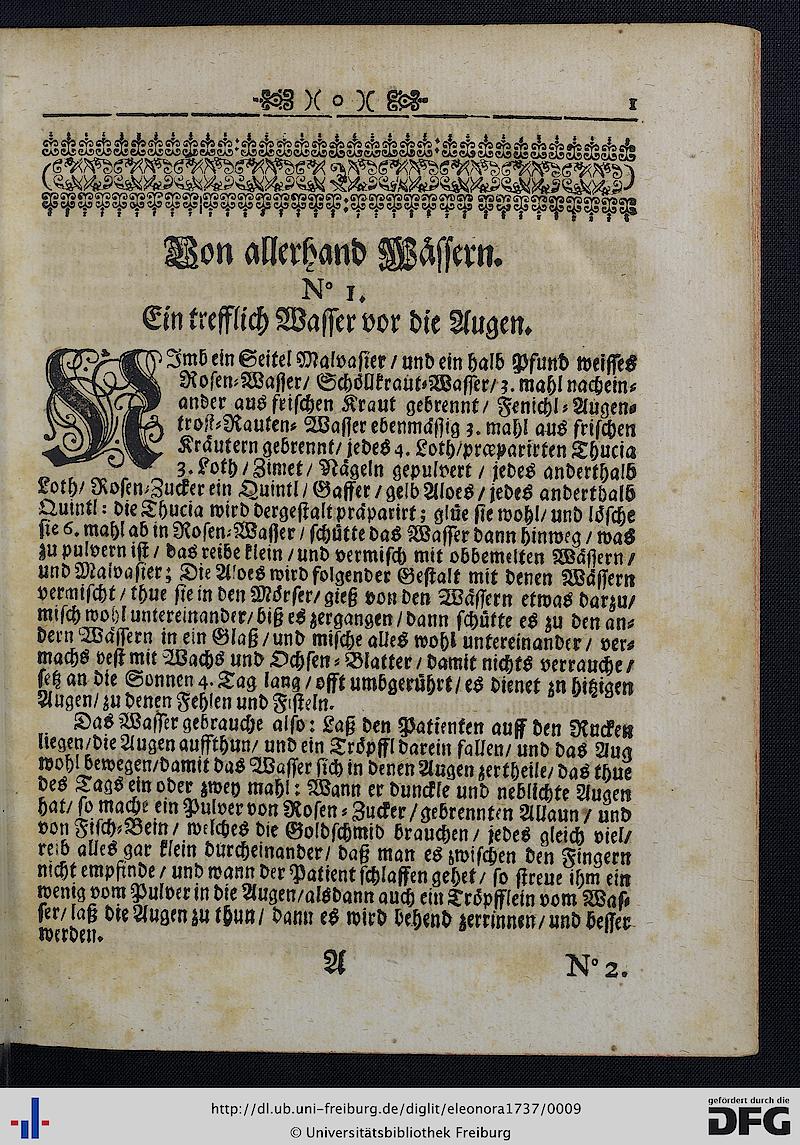 )( o )( 1
Von allerhand Wässern.
N° 1.
Ein trefflich Wasser vor die Augen.
NImb ein Seitel Malvasier / und ein halb Pfund weisses
Rosen-Wasser / Schöllkraut-Wasser / 3. mahl nachein-
ander aus frischen Kraut gebrennt / Fenichl-Augen-
trost-Rauten- Wasser ebenmässig 3. mahl aus frischen
Kräutern gebrennt / jedes 4. Loth / præparirten Thucia
3. Loth / Zimet / Nägeln gepulvert / jedes anderthalb
Loth / Rosen-Zucker ein Quintl / Gaffer / gelb Aloes / jedes anderthalb
Quintl: die Thucia wird dergestalt präparirt; glüe sie wohl / und lösche
sie 6. mahl ab in Rosen-Wasser / schütte das Wasser dann hinweg / was
zu pulvern ist / das reibe klein / und vermisch mit obbemelten Wässern /
und Malvasier; Die Aloes wird folgender Gestalt mit denen Wässern
vermischt / thue sie in den Mörser / gieß von den Wässern etwas darzu /
misch wohl untereinander / biß es zergangen / dann schütte es zu den an-
dern Wässern in ein Glaß / und mische alles wohl untereinander / ver-
machs vest mit Wachs und Ochsen-Blatter / damit nichts verrauche /
setz an die Sonnen 4. Tag lang / offt umbgerührt / es dienet zu hitzigen
Augen / zu denen Fehlen und Fisteln.
Das Wasser gebrauche also: Laß den Patienten auff den Rucken
liegen / die Augen auffthun / und ein Tröpffl darein fallen / und das Aug
wohl bewegen / damit das Wasser sich in denen Augen zertheile / das thue
des Tags ein oder zwey mahl: Wann er dunckle und neblichte Augen
hat / so mache ein Pulver von Rosen-Zucker / gebrennten Allaun / und
von Fisch-Bein / welches die Goldschmid brauchen / jedes gleich viel /
reib alles gar klein durcheinander / daß man es zwischen den Fingern
nicht empfinde / und wann der Patient schlaffen gehet / so streue ihm ein
wenig vom Pulver in die Augen / alsdann auch ein Tröpfflein vom Was-
ser / laß die Augen zu thun / dann es wird behend zerrinnen / und besser
werden.
A N° 2.
http://dl.ub.uni-freiburg.de/diglit/eleonora1737/0009
© Universitätsbibliothek Freiburg
gefördert durch die
DFG